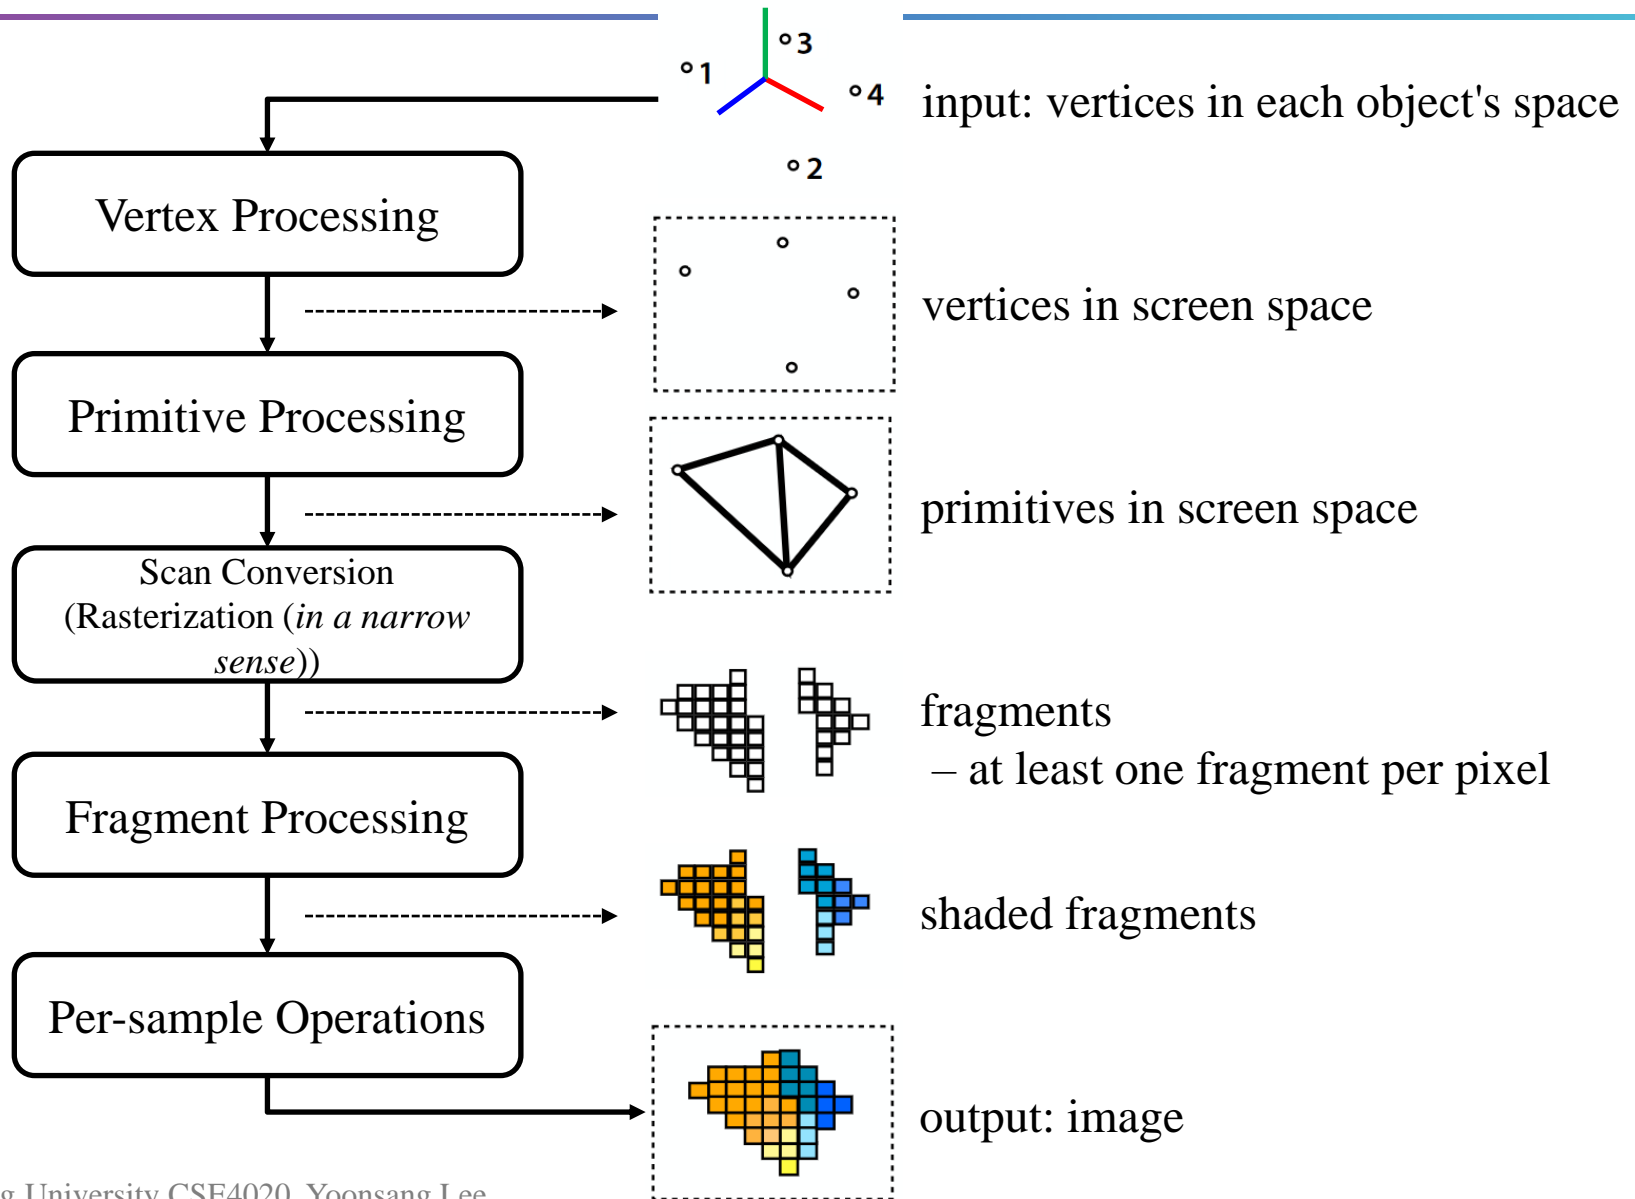 3
1
4
input: vertices in each object's space
2
Vertex Processing
vertices in screen space
Primitive Processing
primitives in screen space
Scan Conversion
(Rasterization (in a narrow
sense))
fragments
– at least one fragment per pixel
Fragment Processing
shaded fragments
Per-sample Operations
output: image
University CSE4020, Yoonsang Lee